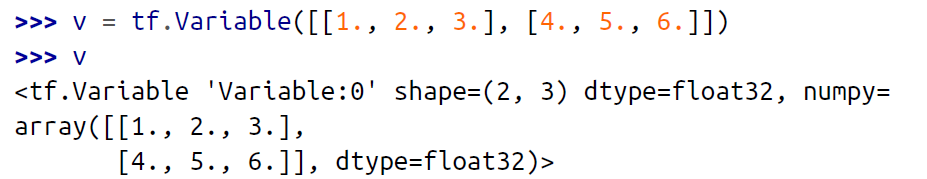 >>> v = tf.Variable([[1., 2., 3.], [4., 5., 6.]])
>>> v
<tf.Variable 'Variable:0' shape=(2, 3) dtype=float32, numpy=
array([[1., 2., 3.],
       [4., 5., 6.]], dtype=float32)>